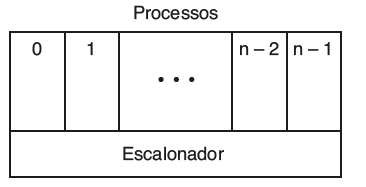 Processos
0 1 ... n – 2 n – 1
Escalonador